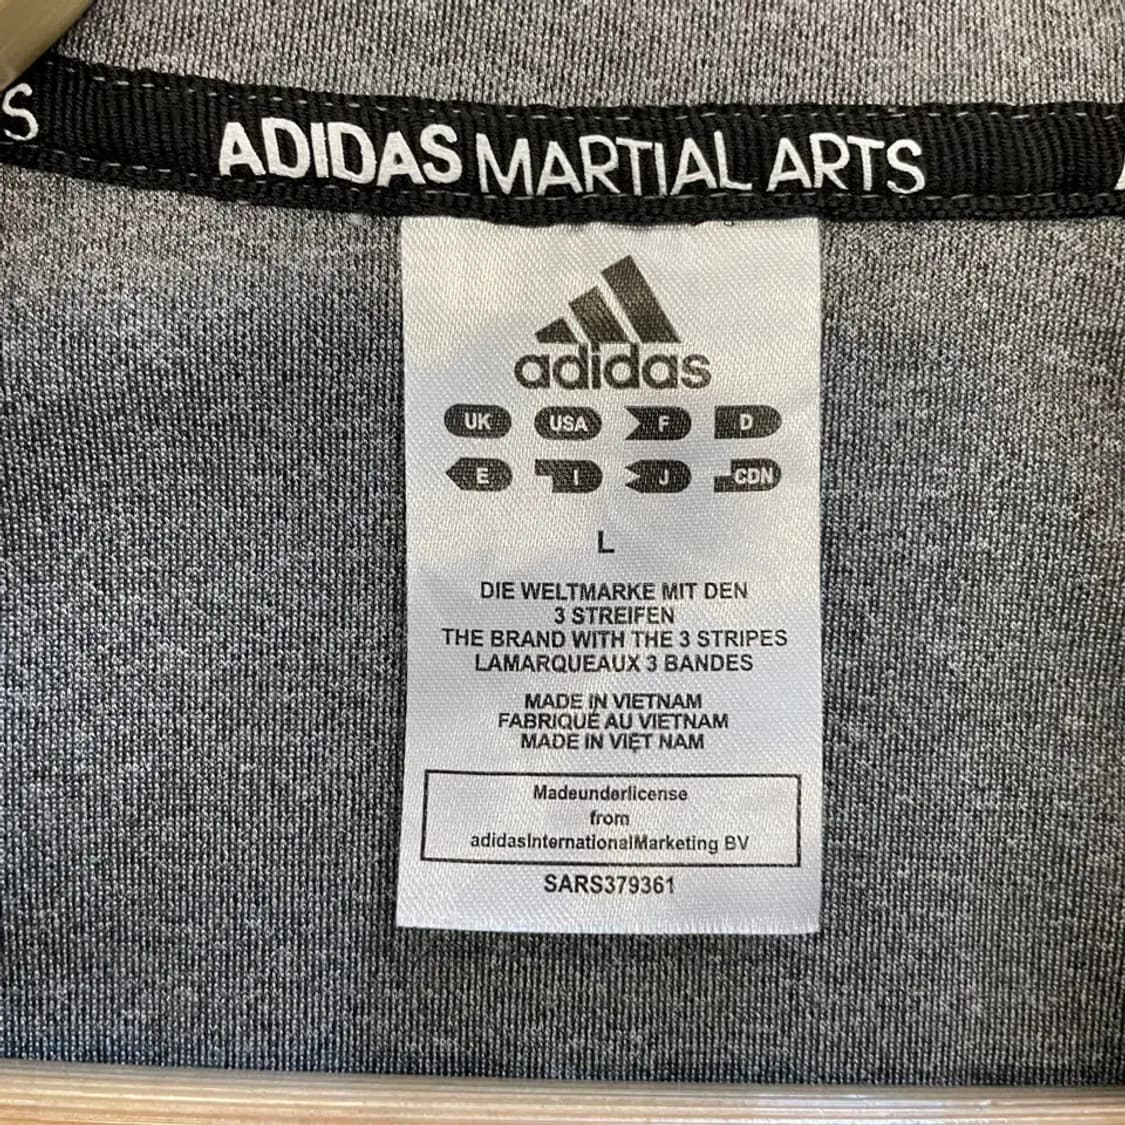 S ADIDAS MARTIAL ARTS
adidas
UK USA F D
E I J CDN
L
DIE WELTMARKE MIT DEN
3 STREIFEN
THE BRAND WITH THE 3 STRIPES
LAMARQUEAUX 3 BANDES
MADE IN VIETNAM
FABRIQUÉ AU VIETNAM
MADE IN VIỆT NAM
Madeunderlicense
from
adidasInternationalMarketing BV
SARS379361